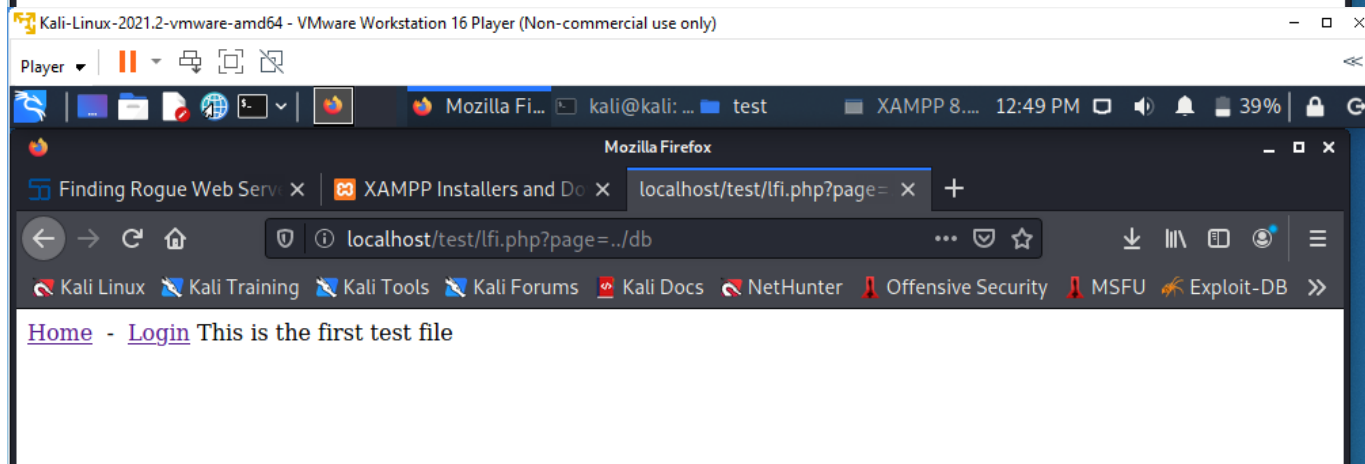 Kali-Linux-2021.2-vmware-amd64 - VMware Workstation 16 Player (Non-commercial use only)
Player
Mozilla Fi... kali@kali: ... test XAMPP 8.... 12:49 PM 39%
Mozilla Firefox
Finding Rogue Web Serve XAMPP Installers and Do localhost/test/lfi.php?page=
localhost/test/lfi.php?page=../db
Kali Linux Kali Training Kali Tools Kali Forums Kali Docs NetHunter Offensive Security MSFU Exploit-DB
Home - Login This is the first test file